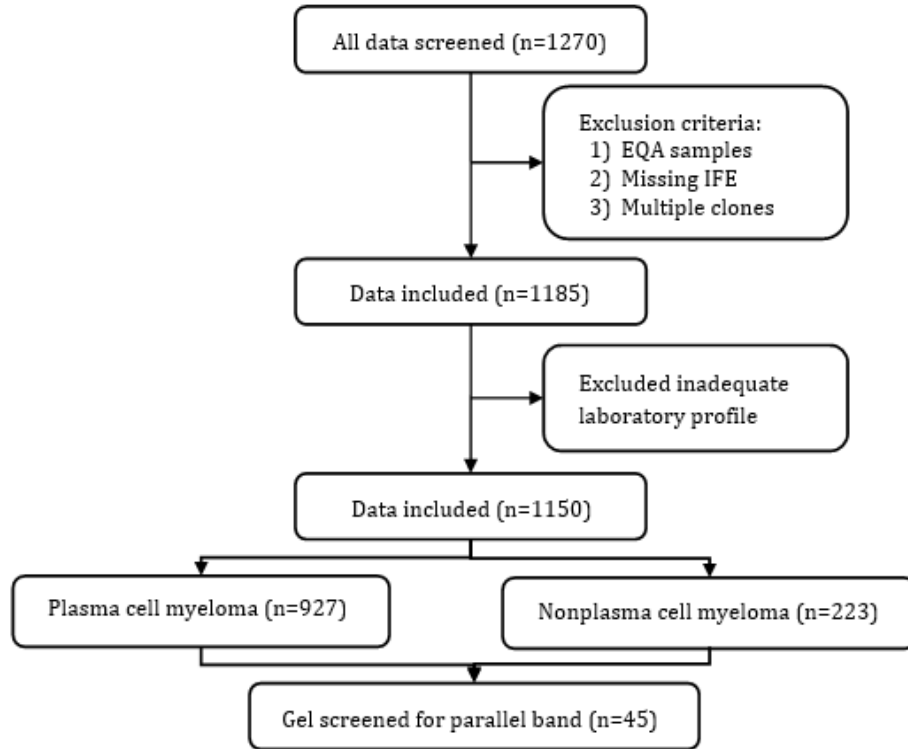 All data screened (n=1270)
Exclusion criteria:
1) EQA samples
2) Missing IFE
3) Multiple clones
Data included (n=1185)
Excluded inadequate
laboratory profile
Data included (n=1150)
Plasma cell myeloma (n=927)
Nonplasma cell myeloma (n=223)
Gel screened for parallel band (n=45)